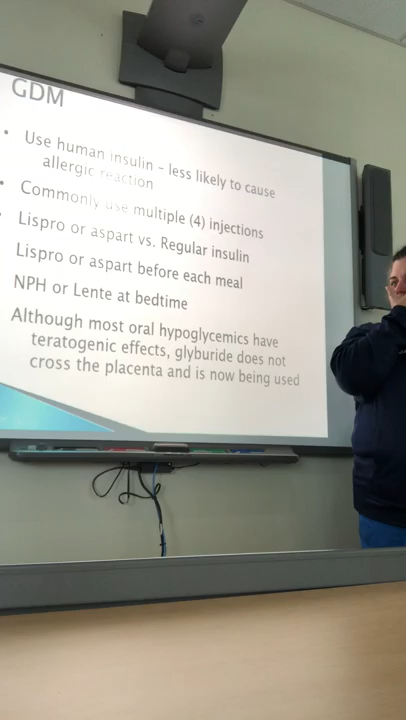 GDM
• Use human insulin – less likely to cause
allergic reaction
• Commonly use multiple (4) injections
• Lispro or aspart vs. Regular insulin
Lispro or aspart before each meal
NPH or Lente at bedtime
Although most oral hypoglycemics have
teratogenic effects, glyburide does not
cross the placenta and is now being used